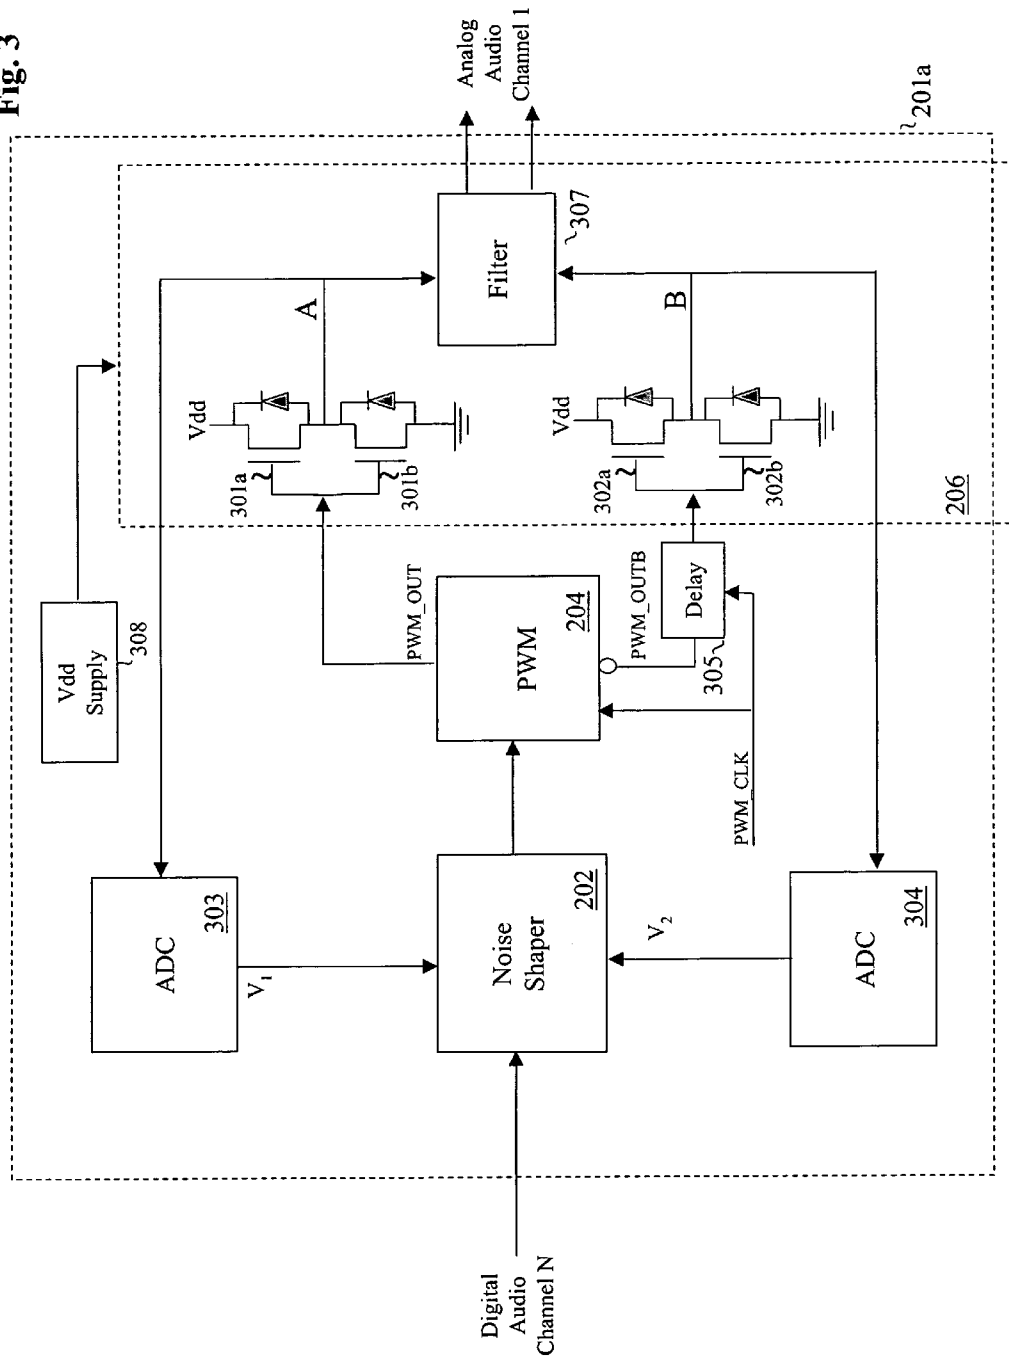 Fig. 3
Vdd
Supply
308
ADC
303
V1
Digital
Audio
Channel N
Noise
Shaper
202
V2
ADC
304
PWM
204
PWM_OUT
PWM_OUTB
PWM_CLK
Delay
305
Vdd
301a
301b
A
Vdd
302a
302b
B
Filter
307
206
201a
Analog
Audio
Channel 1